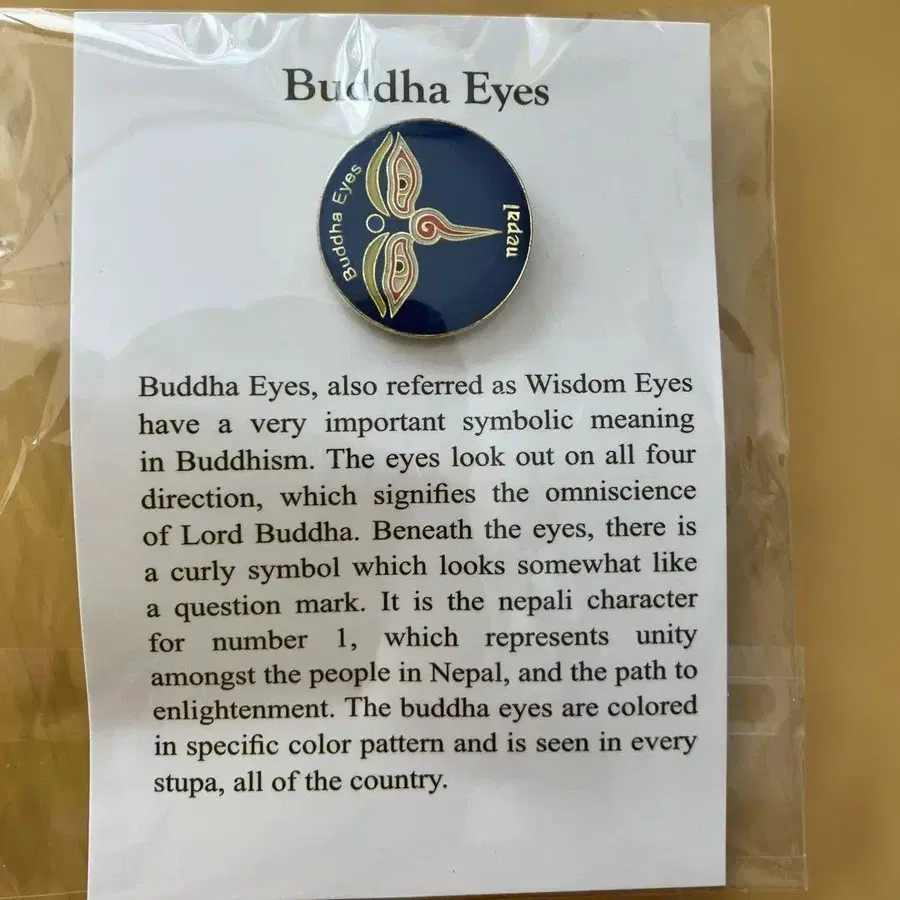 Buddha Eyes
Buddha Eyes
nepal
Buddha Eyes, also referred as Wisdom Eyes
have a very important symbolic meaning
in Buddhism. The eyes look out on all four
direction, which signifies the omniscience
of Lord Buddha. Beneath the eyes, there is
a curly symbol which looks somewhat like
a question mark. It is the nepali character
for number 1, which represents unity
amongst the people in Nepal, and the path to
enlightenment. The buddha eyes are colored
in specific color pattern and is seen in every
stupa, all of the country.